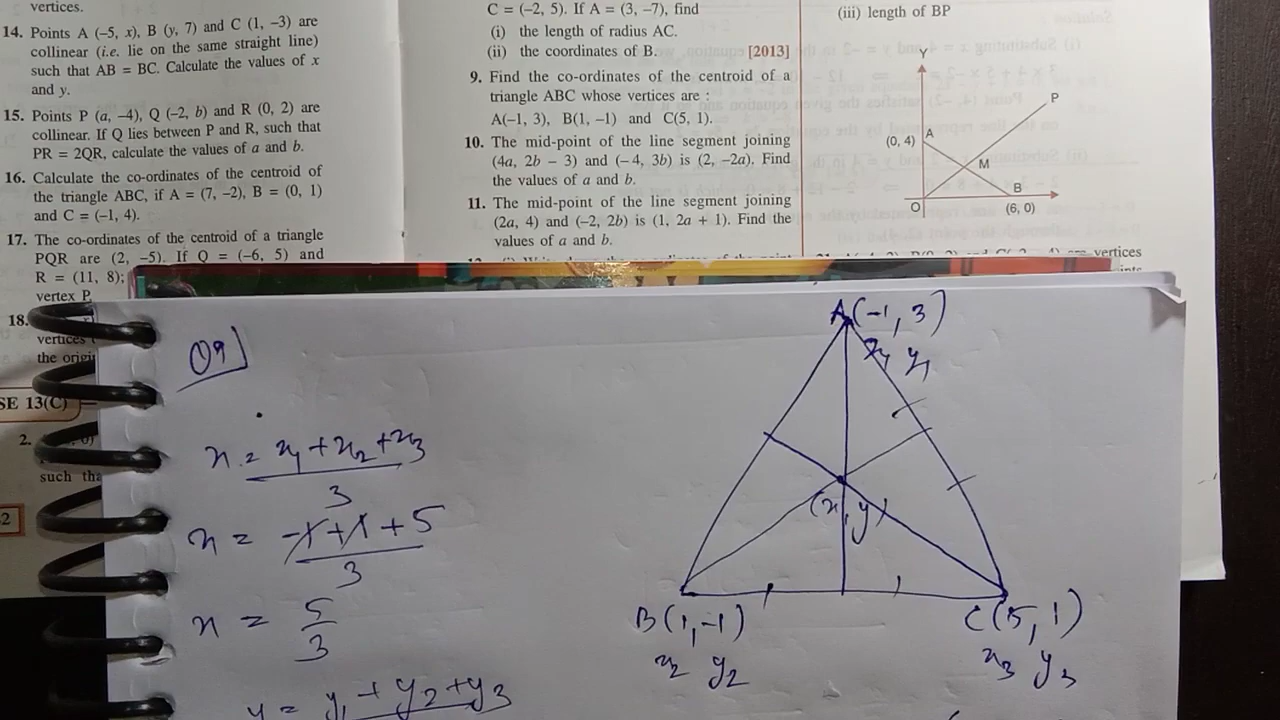 vertices.
14. Points A (–5, x), B (y, 7) and C (1, –3) are
collinear (i.e. lie on the same straight line)
such that AB = BC. Calculate the values of x
and y.
15. Points P (a, –4), Q (–2, b) and R (0, 2) are
collinear. If Q lies between P and R, such that
PR = 2QR, calculate the values of a and b.
16. Calculate the co-ordinates of the centroid of
the triangle ABC, if A = (7, –2), B = (0, 1)
and C = (–1, 4).
17. The co-ordinates of the centroid of a triangle
PQR are (2, –5). If Q = (–6, 5) and
R = (11, 8);
vertex P.
18.
vertices
the origi
SE 13(C)
2.
such tha
C = (–2, 5). If A = (3, –7), find
(i) the length of radius AC.
(ii) the coordinates of B. [2013]
9. Find the co-ordinates of the centroid of a
triangle ABC whose vertices are :
A(–1, 3), B(1, –1) and C(5, 1).
10. The mid-point of the line segment joining
(4a, 2b – 3) and (–4, 3b) is (2, –2a). Find
the values of a and b.
11. The mid-point of the line segment joining
(2a, 4) and (–2, 2b) is (1, 2a + 1). Find the
values of a and b.
(iii) length of BP
Y
P
A
(0, 4)
M
B
O
(6, 0)
vertices
Q9]
x = x₁ + x₂ + x₃
3
x = -1 + 1 + 5
3
x = 5
3
y = y₁ + y₂ + y₃
A(-1, 3)
x₁ y₁
(x, y)
B(1, -1)
x₂ y₂
C(5, 1)
x₃ y₃